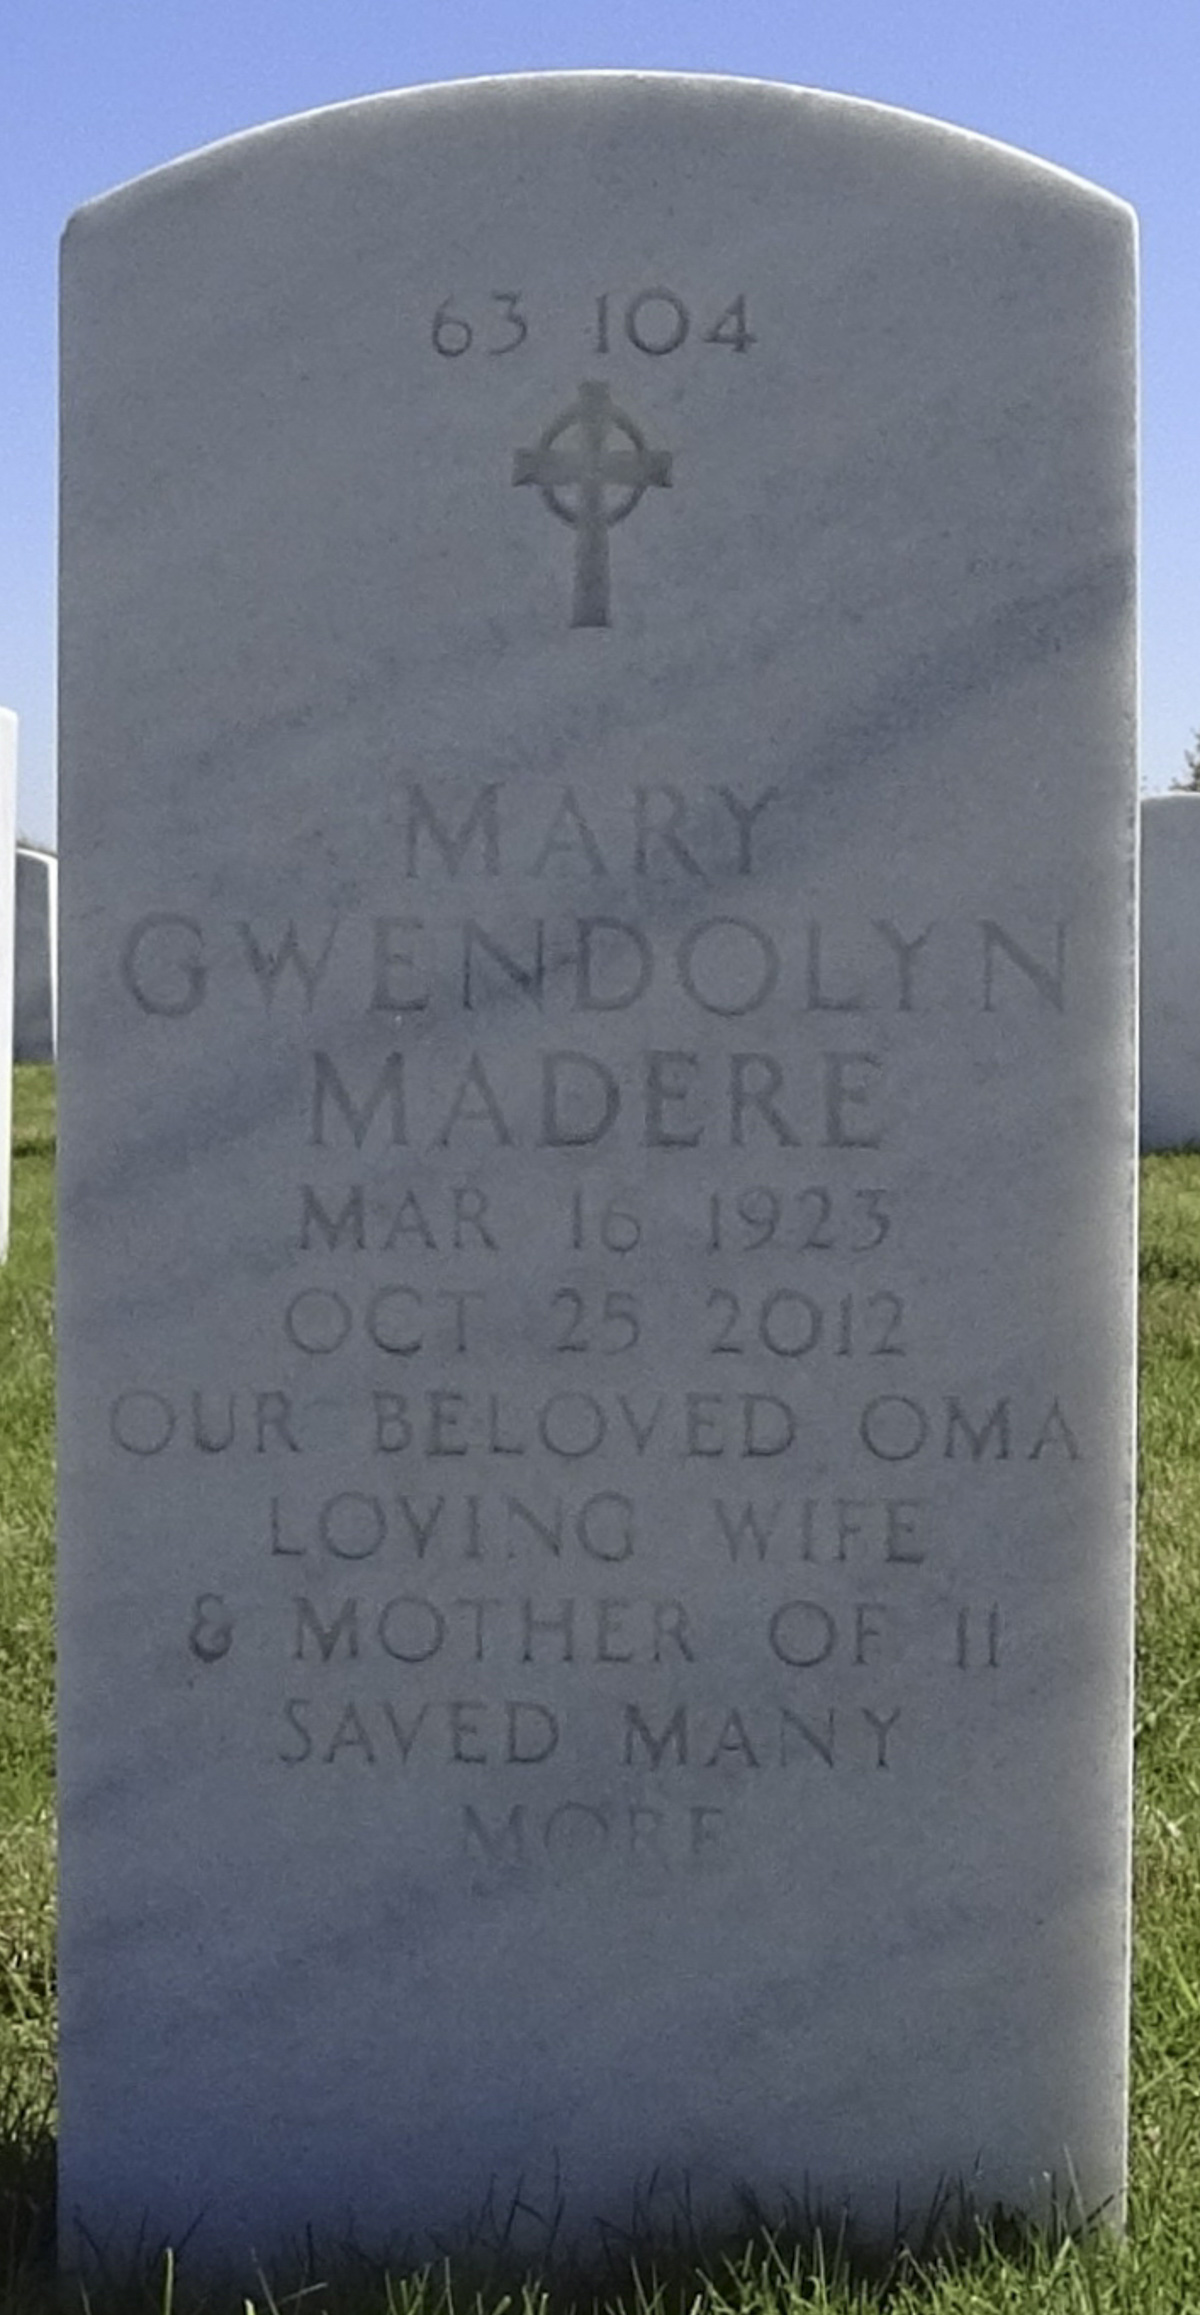 63 104
MARY
GWENDOLYN
MADERE
MAR 16 1923
OCT 25 2012
OUR BELOVED OMA
LOVING WIFE
& MOTHER OF 11
SAVED MANY
MORE